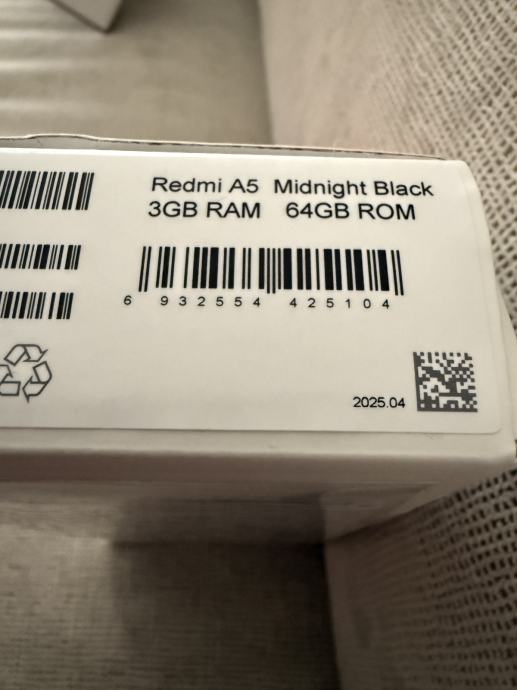 Redmi A5 Midnight Black
3GB RAM 64GB ROM
6 932554 425104
2025.04